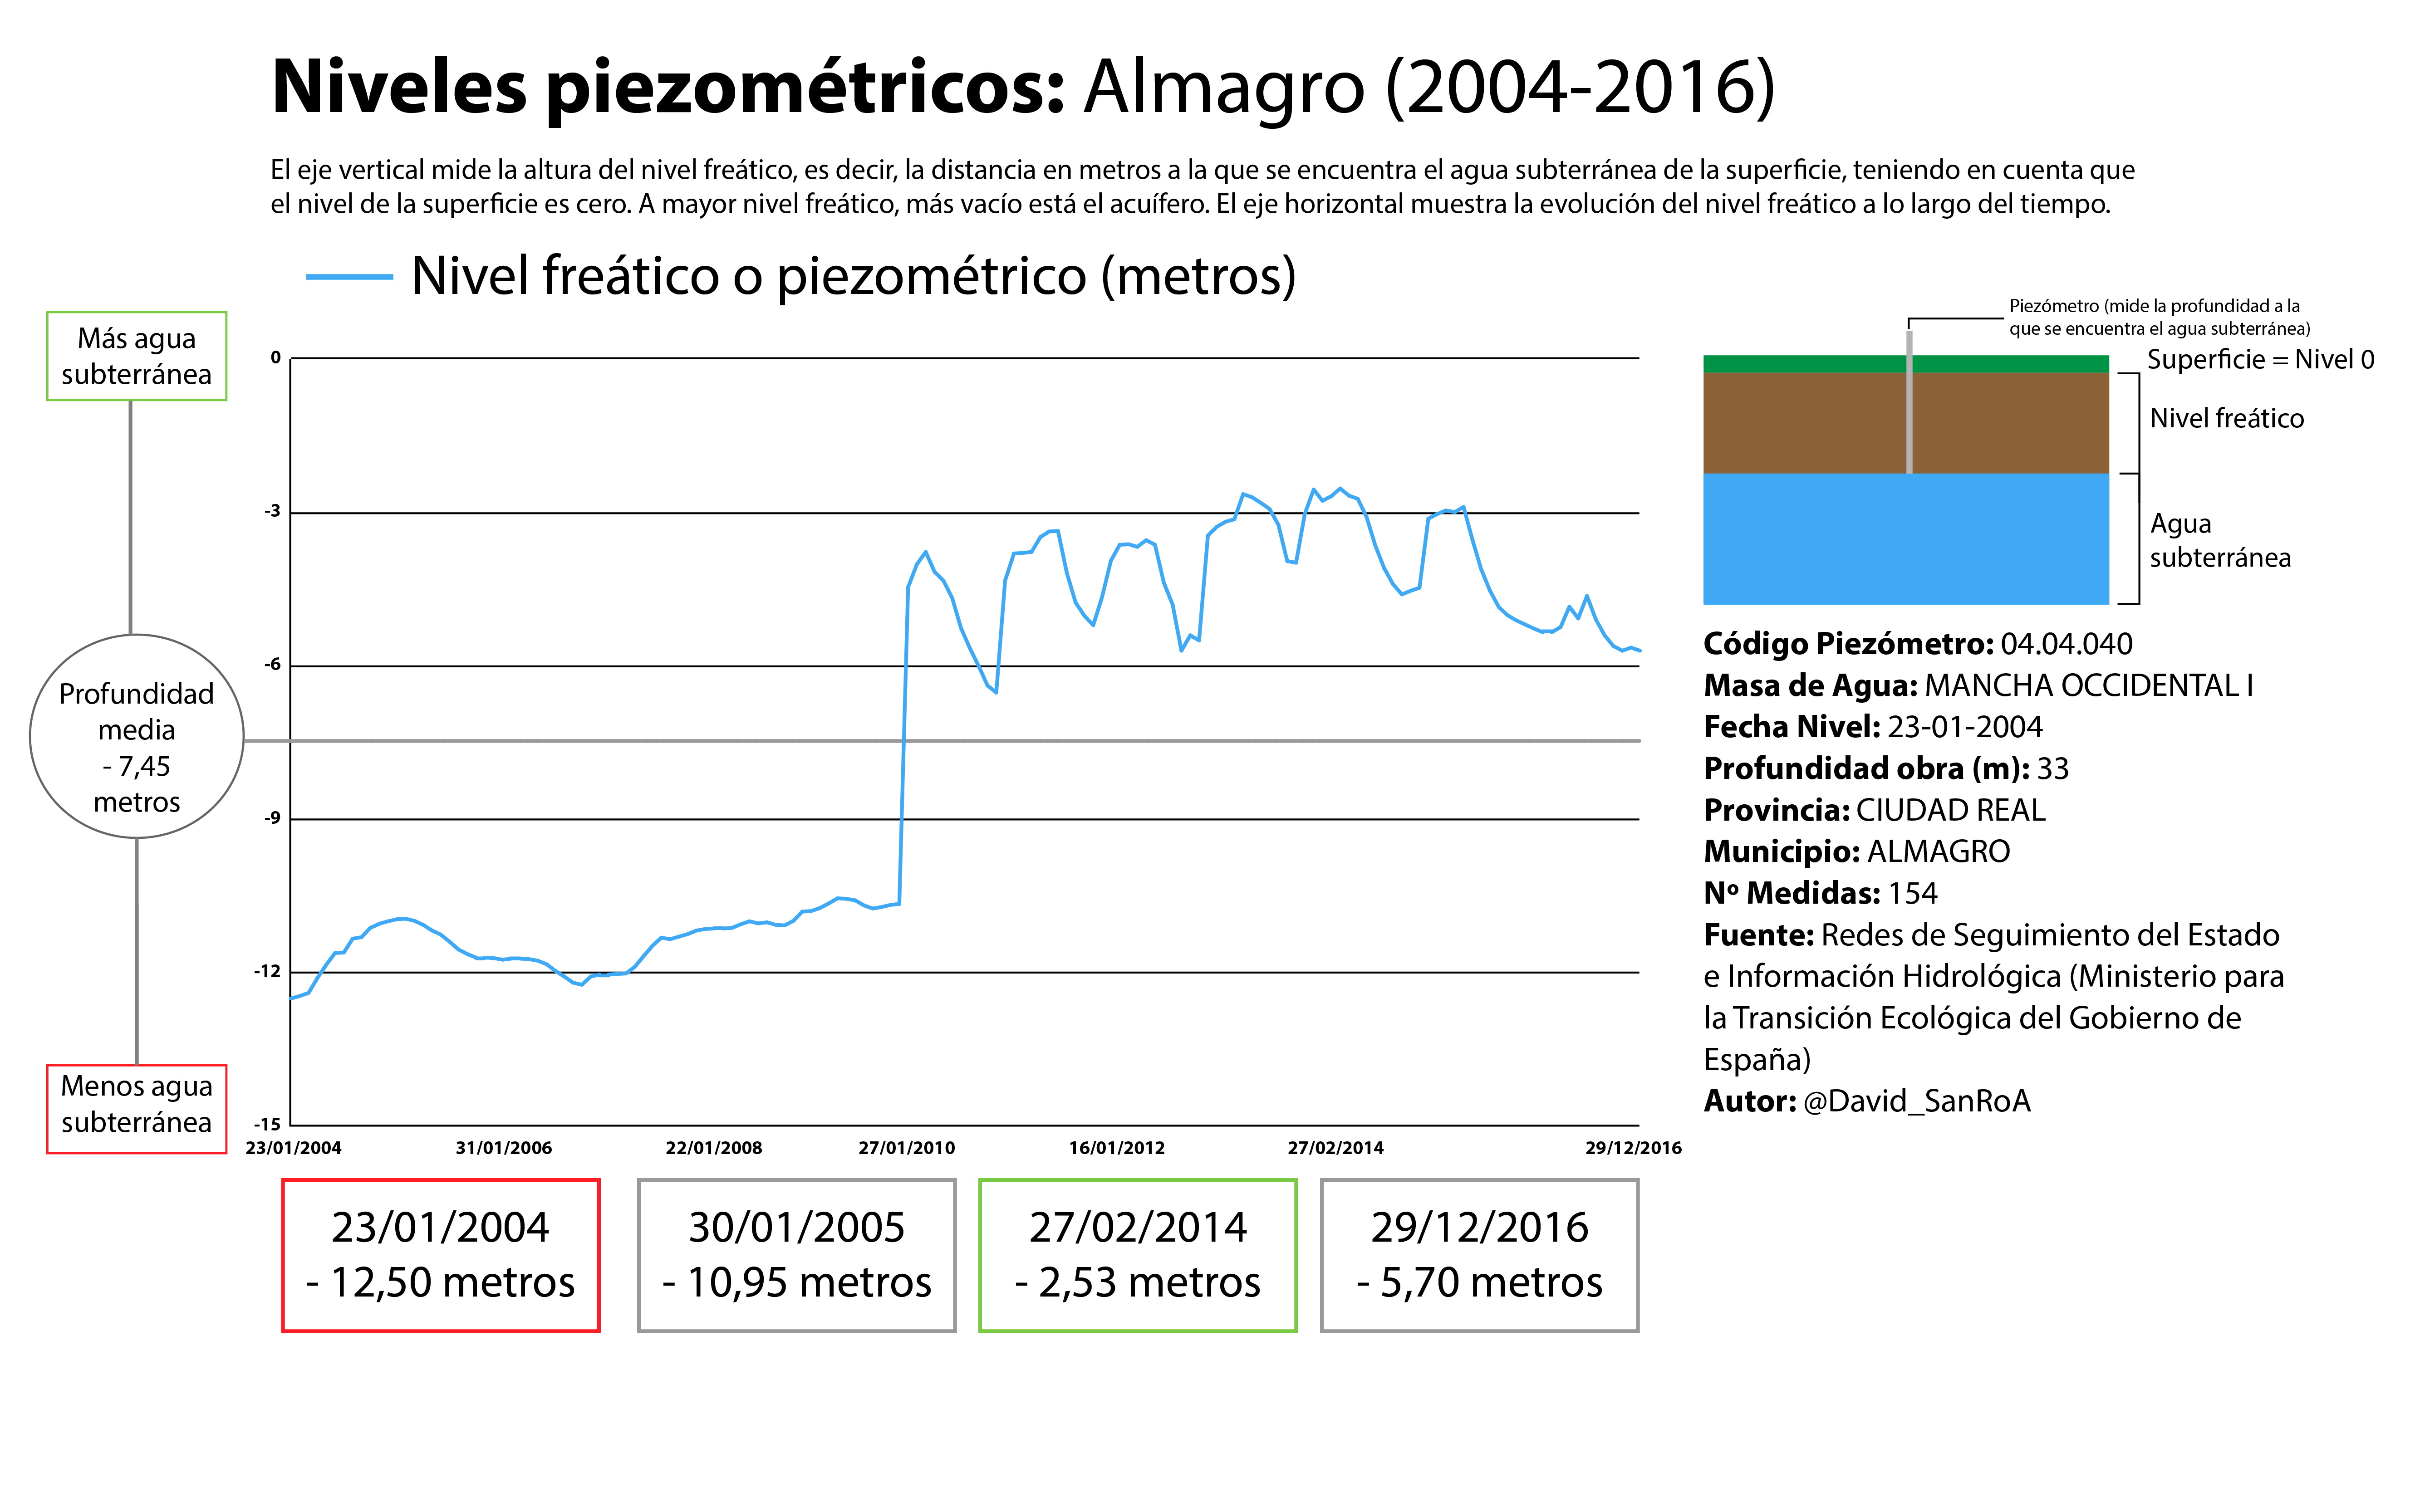 Niveles piezométricos: Almagro (2004-2016)
El eje vertical mide la altura del nivel freático, es decir, la distancia en metros a la que se encuentra el agua subterránea de la superficie, teniendo en cuenta que
el nivel de la superficie es cero. A mayor nivel freático, más vacío está el acuífero. El eje horizontal muestra la evolución del nivel freático a lo largo del tiempo.
Nivel freático o piezométrico (metros)
Más agua
subterránea
Profundidad
media
- 7,45
metros
Menos agua
subterránea
0
-3
-6
-9
-12
-15
23/01/2004
31/01/2006
22/01/2008
27/01/2010
16/01/2012
27/02/2014
29/12/2016
23/01/2004
- 12,50 metros
30/01/2005
- 10,95 metros
27/02/2014
- 2,53 metros
29/12/2016
- 5,70 metros
Piezómetro (mide la profundidad a la
que se encuentra el agua subterránea)
Superficie = Nivel 0
Nivel freático
Agua
subterránea
Código Piezómetro: 04.04.040
Masa de Agua: MANCHA OCCIDENTAL I
Fecha Nivel: 23-01-2004
Profundidad obra (m): 33
Provincia: CIUDAD REAL
Municipio: ALMAGRO
Nº Medidas: 154
Fuente: Redes de Seguimiento del Estado
e Información Hidrológica (Ministerio para
la Transición Ecológica del Gobierno de
España)
Autor: @David_SanRoA